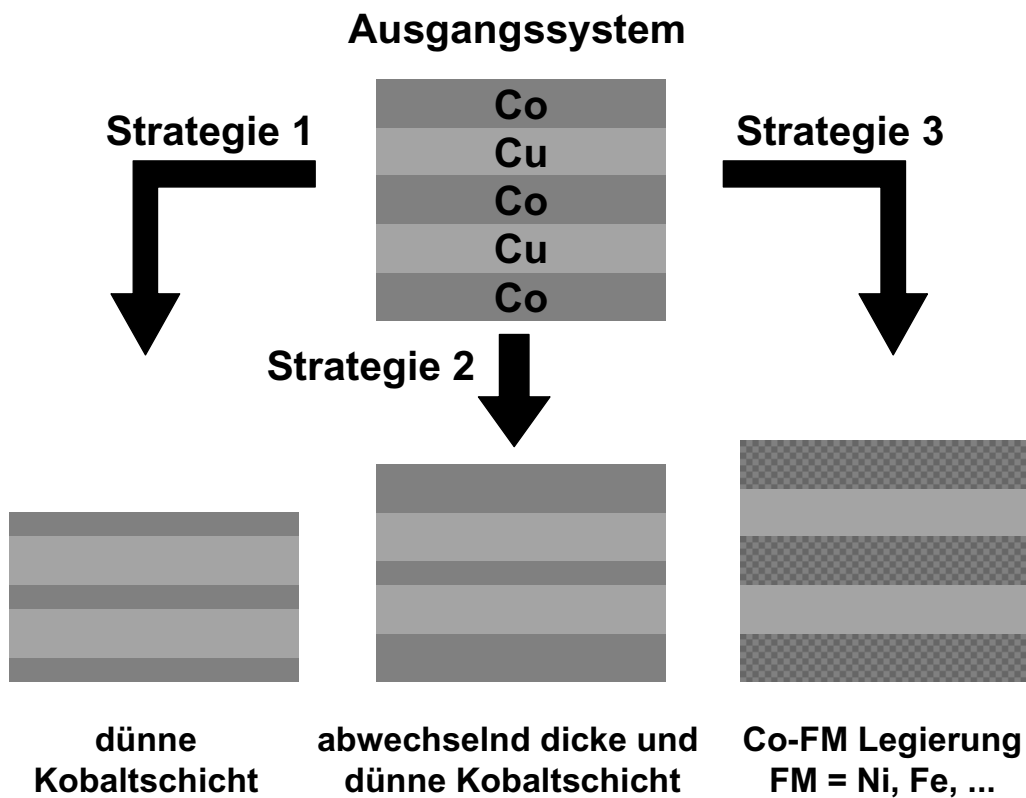 Ausgangssystem
Strategie 1
Co
Cu
Co
Cu
Co
Strategie 3
Strategie 2
dünne
Kobaltschicht
abwechselnd dicke und
dünne Kobaltschicht
Co-FM Legierung
FM = Ni, Fe, ...